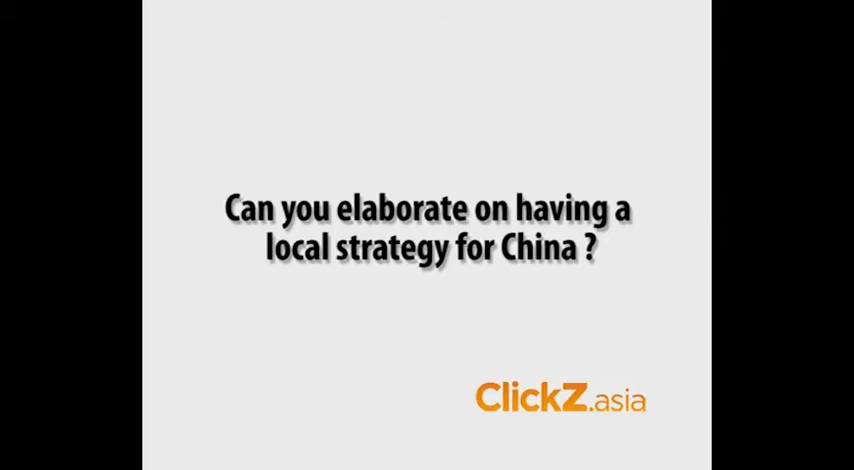 Can you elaborate on having a
local strategy for China ?
ClickZ.asia